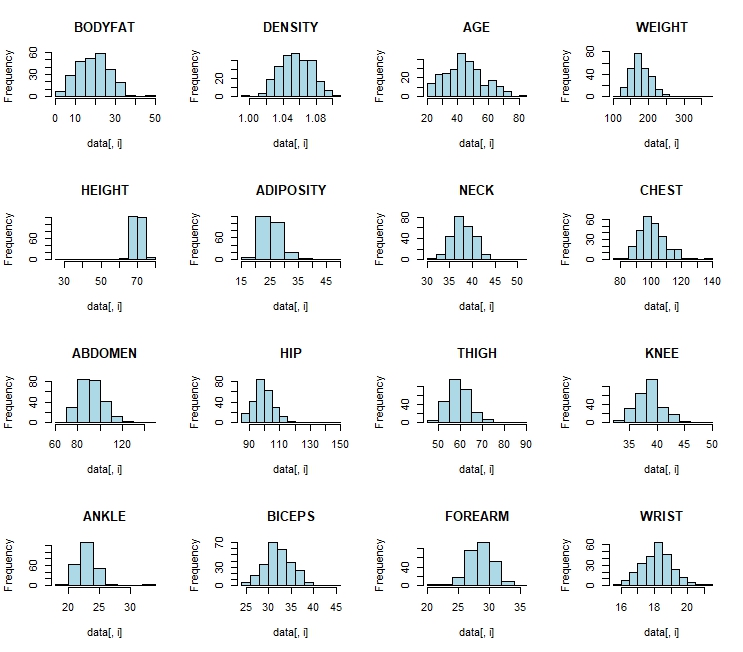 BODYFAT DENSITY AGE WEIGHT
Frequency 0 30 60 Frequency 0 20 Frequency 0 20 Frequency 0 50 80
0 10 30 50 1.00 1.04 1.08 20 40 60 80 100 200 300
data[, i] data[, i] data[, i] data[, i]
HEIGHT ADIPOSITY NECK CHEST
Frequency 0 60 Frequency 0 60 Frequency 0 40 80 Frequency 0 30 60
30 50 70 15 25 35 45 30 35 40 45 50 80 100 120 140
data[, i] data[, i] data[, i] data[, i]
ABDOMEN HIP THIGH KNEE
Frequency 0 40 80 Frequency 0 40 80 Frequency 0 40 Frequency 0 40
60 80 120 90 110 130 150 50 60 70 80 90 35 40 45 50
data[, i] data[, i] data[, i] data[, i]
ANKLE BICEPS FOREARM WRIST
Frequency 0 60 Frequency 0 30 70 Frequency 0 40 Frequency 0 30 60
20 25 30 25 30 35 40 45 20 25 30 35 16 18 20
data[, i] data[, i] data[, i] data[, i]